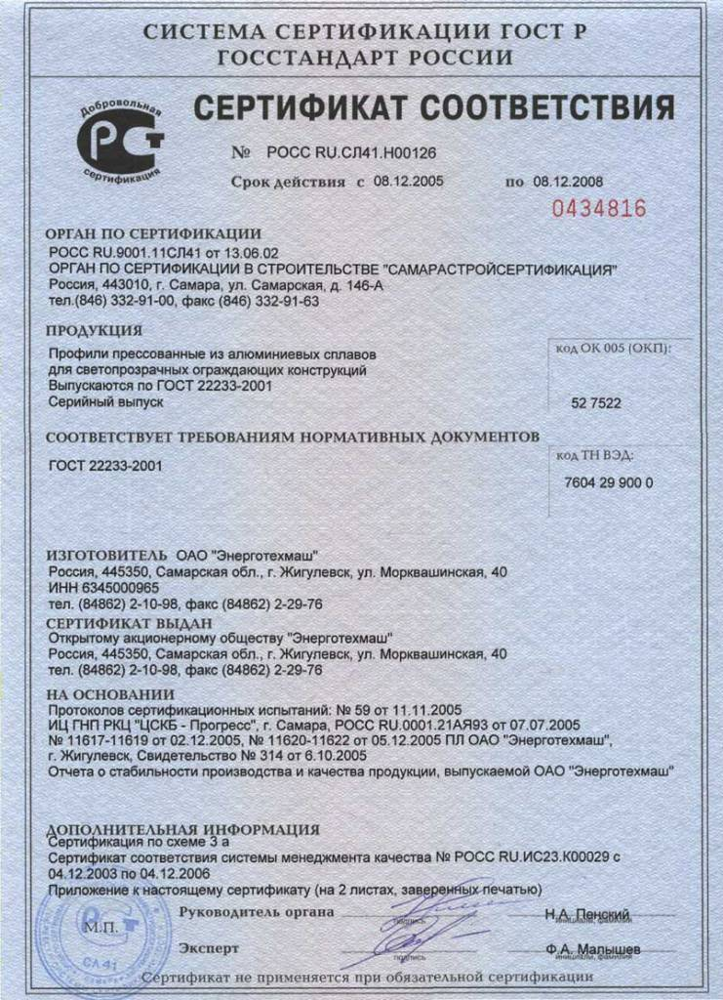 СИСТЕМА СЕРТИФИКАЦИИ ГОСТ Р
ГОССТАНДАРТ РОССИИ
Добровольная
РСТ
сертификация
СЕРТИФИКАТ СООТВЕТСТВИЯ
№ РОСС RU.СЛ41.Н00126
Срок действия с 08.12.2005 по 08.12.2008
0434816
ОРГАН ПО СЕРТИФИКАЦИИ
РОСС RU.9001.11СЛ41 от 13.06.02
ОРГАН ПО СЕРТИФИКАЦИИ В СТРОИТЕЛЬСТВЕ "САМАРАСТРОЙСЕРТИФИКАЦИЯ"
Россия, 443010, г. Самара, ул. Самарская, д. 146-А
тел.(846) 332-91-00, факс (846) 332-91-63
ПРОДУКЦИЯ
Профили прессованные из алюминиевых сплавов
для светопрозрачных ограждающих конструкций
Выпускаются по ГОСТ 22233-2001
Серийный выпуск
код ОК 005 (ОКП):
52 7522
СООТВЕТСТВУЕТ ТРЕБОВАНИЯМ НОРМАТИВНЫХ ДОКУМЕНТОВ
ГОСТ 22233-2001
код ТН ВЭД:
7604 29 900 0
ИЗГОТОВИТЕЛЬ ОАО "Энерготехмаш"
Россия, 445350, Самарская обл., г. Жигулевск, ул. Морквашинская, 40
ИНН 6345000965
тел. (84862) 2-10-98, факс (84862) 2-29-76
СЕРТИФИКАТ ВЫДАН
Открытому акционерному обществу "Энерготехмаш"
Россия, 445350, Самарская обл., г. Жигулевск, ул. Морквашинская, 40
тел. (84862) 2-10-98, факс (84862) 2-29-76
НА ОСНОВАНИИ
Протоколов сертификационных испытаний: № 59 от 11.11.2005
ИЦ ГНП РКЦ "ЦСКБ - Прогресс", г. Самара, РОСС RU.0001.21АЯ93 от 07.07.2005
№ 11617-11619 от 02.12.2005, № 11620-11622 от 05.12.2005 ПЛ ОАО "Энерготехмаш",
г. Жигулевск, Свидетельство № 314 от 6.10.2005
Отчета о стабильности производства и качества продукции, выпускаемой ОАО "Энерготехмаш"
ДОПОЛНИТЕЛЬНАЯ ИНФОРМАЦИЯ
Сертификация по схеме 3 а
Сертификат соответствия системы менеджмента качества № РОСС RU.ИС23.К00029 с
04.12.2003 по 04.12.2006
Приложение к настоящему сертификату (на 2 листах, заверенных печатью)
Руководитель органа
подпись
Н.А. Пенский
инициалы, фамилия
М.П.
СЛ41
Эксперт
подпись
Ф.А. Малышев
инициалы, фамилия
Сертификат не применяется при обязательной сертификации